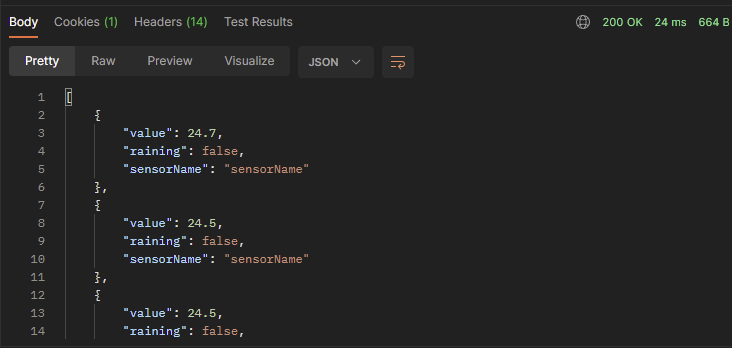 Body Cookies (1) Headers (14) Test Results 200 OK 24 ms 664 B
Pretty Raw Preview Visualize JSON
1 [
2 {
3 "value": 24.7,
4 "raining": false,
5 "sensorName": "sensorName"
6 },
7 {
8 "value": 24.5,
9 "raining": false,
10 "sensorName": "sensorName"
11 },
12 {
13 "value": 24.5,
14 "raining": false,